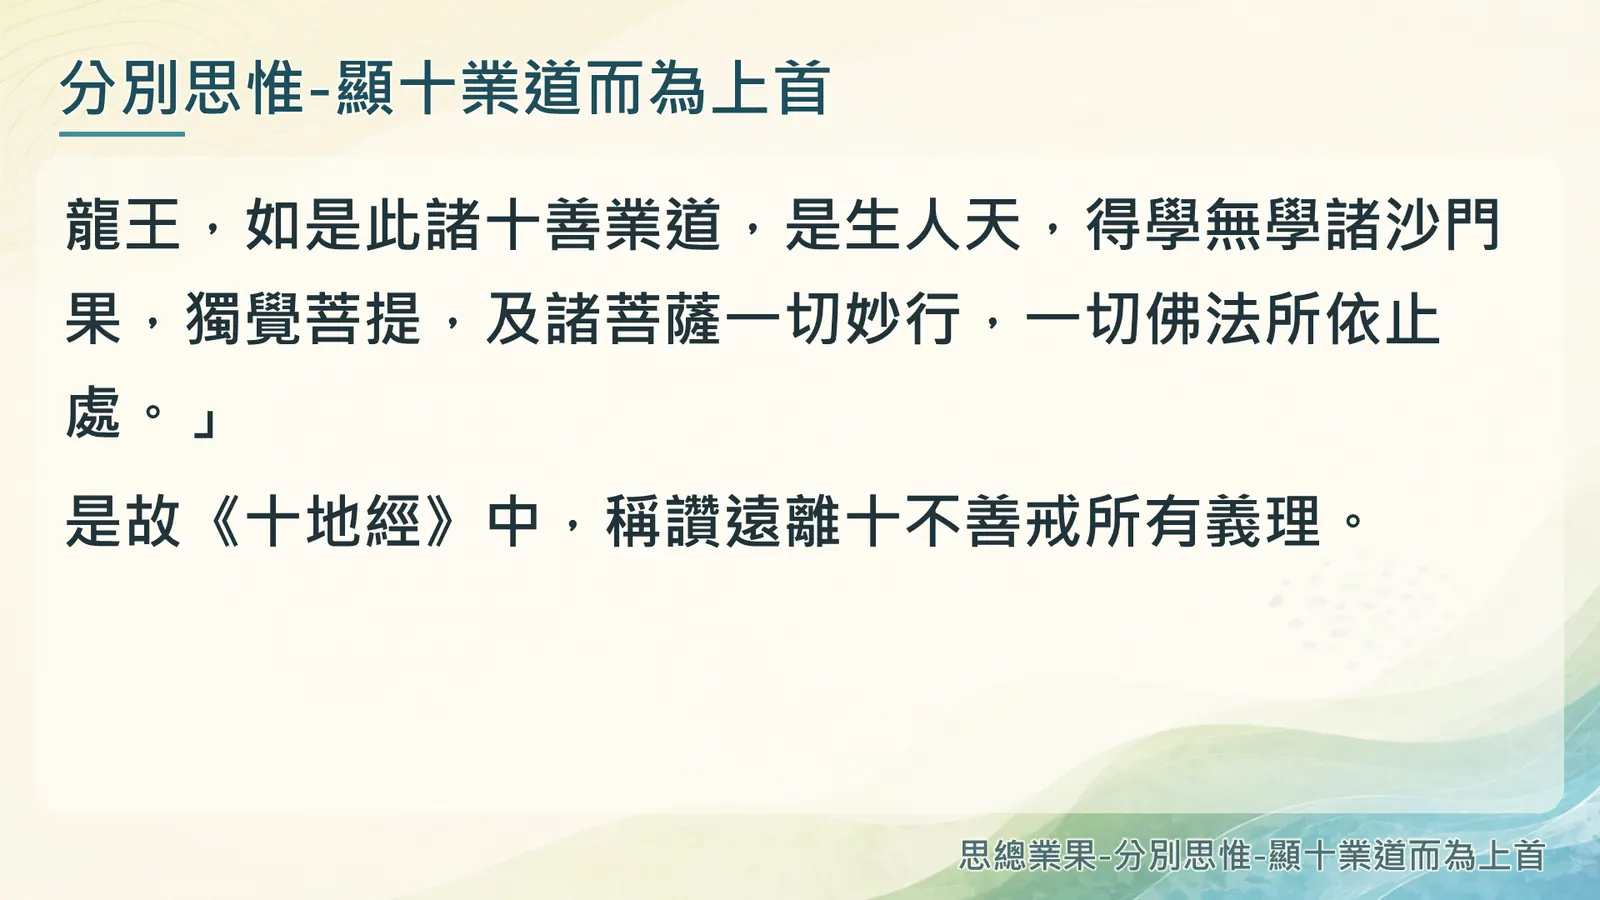 分別思惟-顯十業道而為上首
龍王，如是此諸十善業道，是生人天，得學無學諸沙門
果，獨覺菩提，及諸菩薩一切妙行，一切佛法所依止
處。」
是故《十地經》中，稱讚遠離十不善戒所有義理。
思總業果-分別思惟-顯十業道而為上首